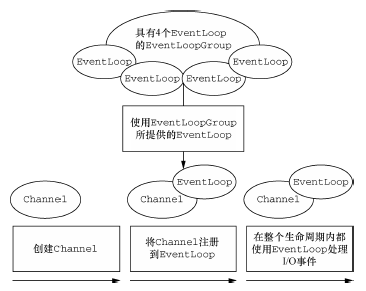 具有4个EventLoop
的EventLoopGroup
EventLoop
EventLoop
EventLoop
EventLoop
使用EventLoopGroup
所提供的EventLoop
EventLoop
EventLoop
Channel
Channel
Channel
创建Channel
将Channel注册
到EventLoop
在整个生命周期内都
使用EventLoop处理
I/O事件